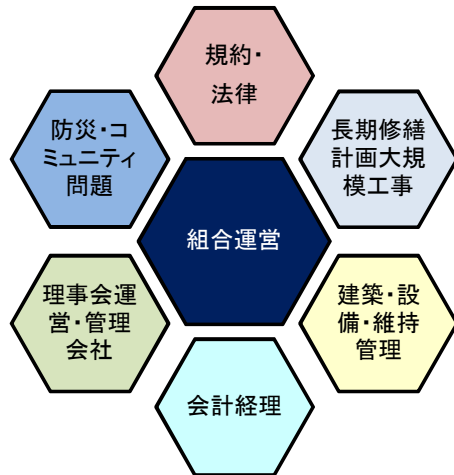 規約・
法律
防災・コ
ミュニティ
問題
長期修繕
計画大規
模工事
組合運営
理事会運
営・管理
会社
建築・設
備・維持
管理
会計経理